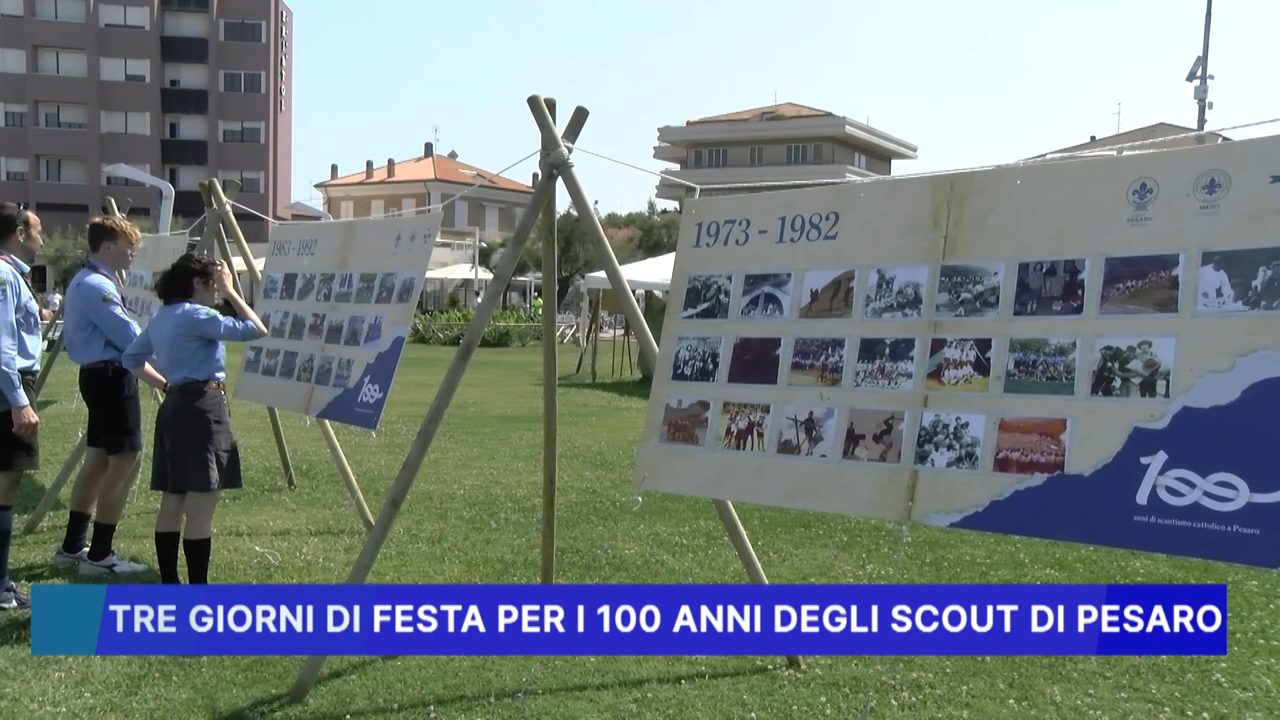 1983 - 1992
1973 - 1982
PESARO
MASCI
100
100
anni di scautismo cattolico a Pesaro
TRE GIORNI DI FESTA PER I 100 ANNI DEGLI SCOUT DI PESARO